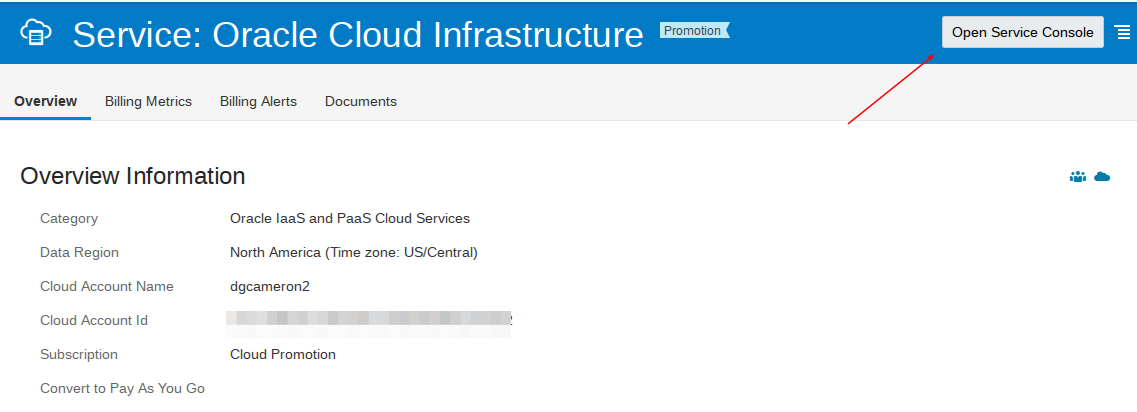 Service: Oracle Cloud Infrastructure Promotion Open Service Console
Overview Billing Metrics Billing Alerts Documents
Overview Information
Category Oracle IaaS and PaaS Cloud Services
Data Region North America (Time zone: US/Central)
Cloud Account Name dgcameron2
Cloud Account Id
Subscription Cloud Promotion
Convert to Pay As You Go